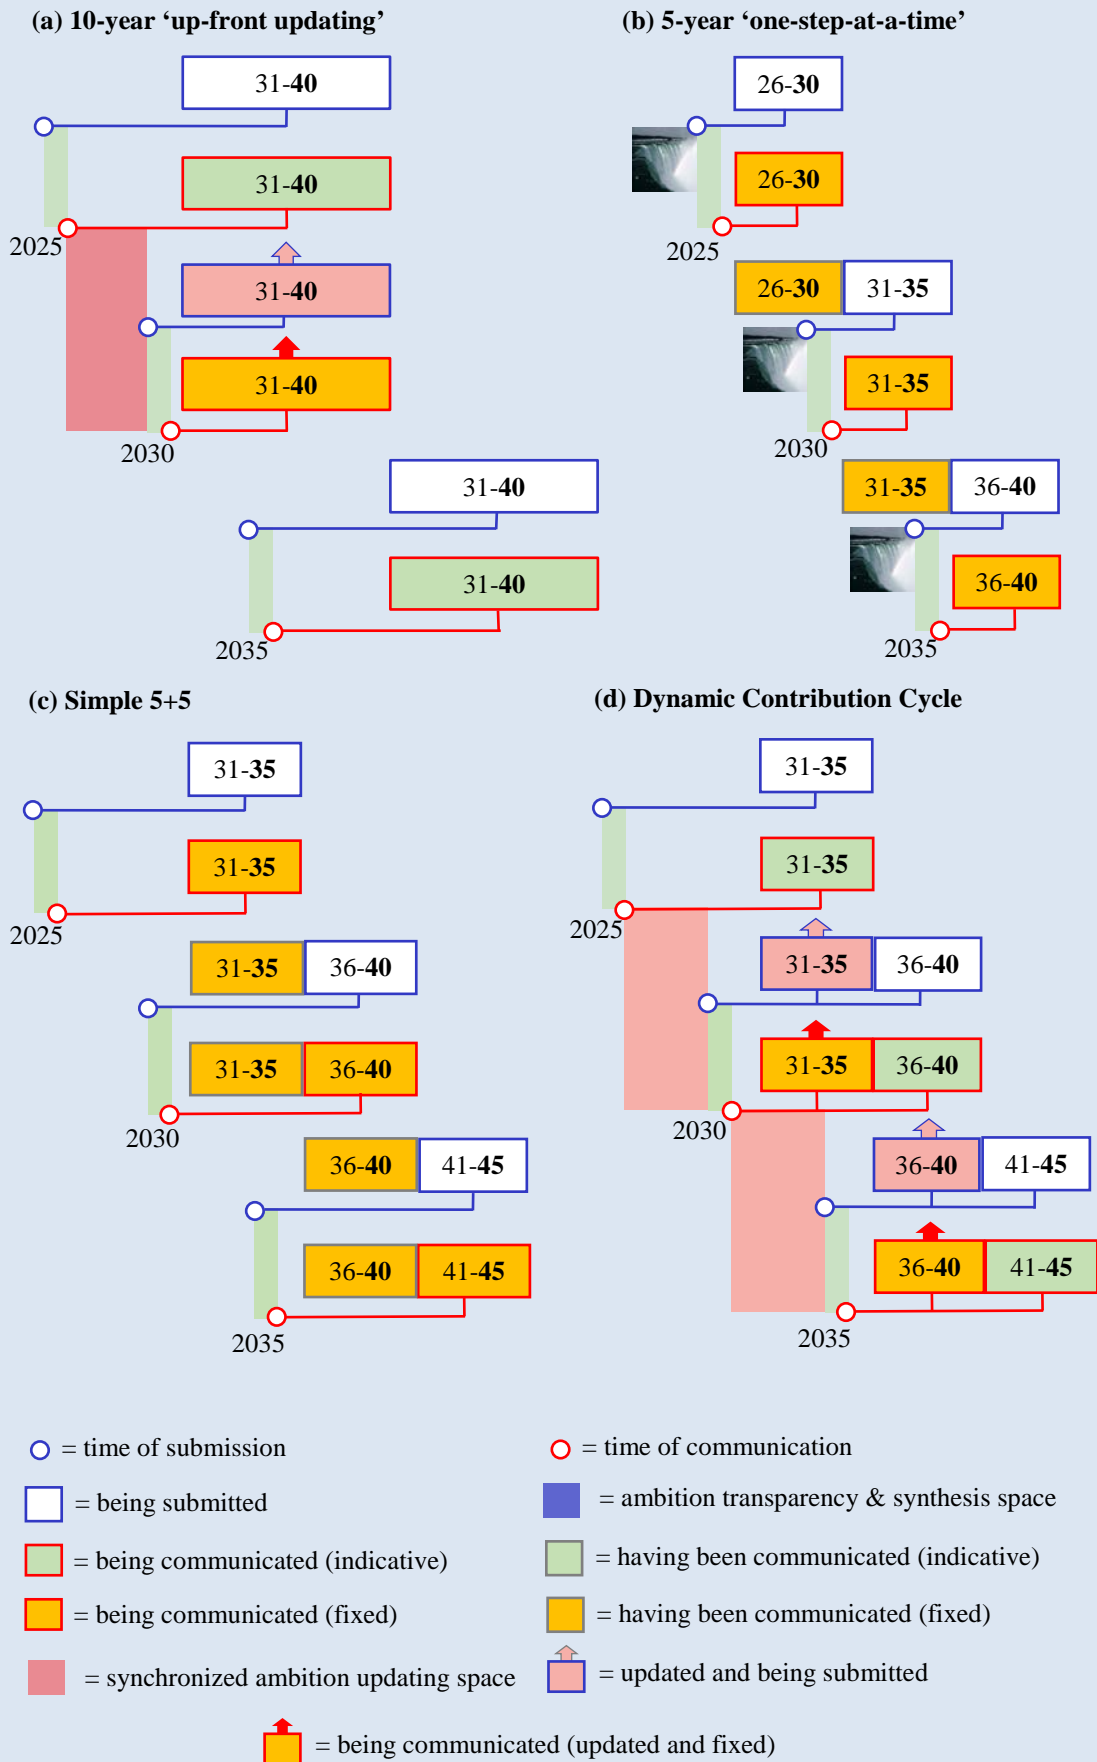 (a) 10-year ‘up-front updating’
31-40
31-40
2025
31-40
31-40
2030
31-40
31-40
2035
(b) 5-year ‘one-step-at-a-time’
26-30
26-30
2025
26-30 31-35
31-35
2030
31-35 36-40
36-40
2035
(c) Simple 5+5
31-35
31-35
2025
31-35 36-40
31-35 36-40
2030
36-40 41-45
36-40 41-45
2035
(d) Dynamic Contribution Cycle
31-35
31-35
2025
31-35 36-40
31-35 36-40
2030
36-40 41-45
36-40 41-45
2035
= time of submission
= time of communication
= being submitted
= ambition transparency & synthesis space
= being communicated (indicative)
= having been communicated (indicative)
= being communicated (fixed)
= having been communicated (fixed)
= synchronized ambition updating space
= updated and being submitted
= being communicated (updated and fixed)